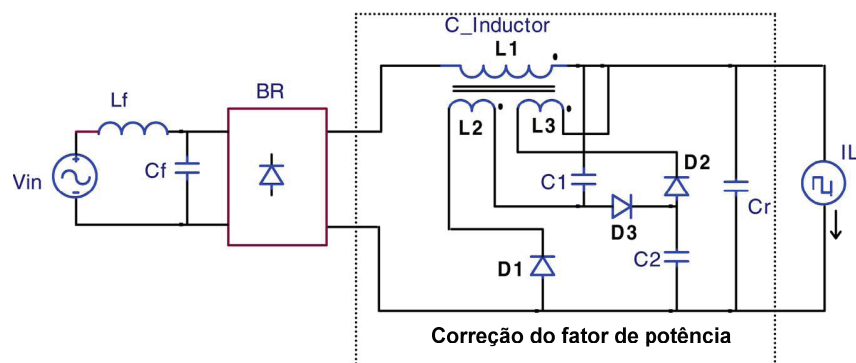 C_Inductor
L1
BR
Lf
L2
L3
IL
D2
Vin
Cf
C1
Cr
D3
C2
D1
Correção do fator de potência